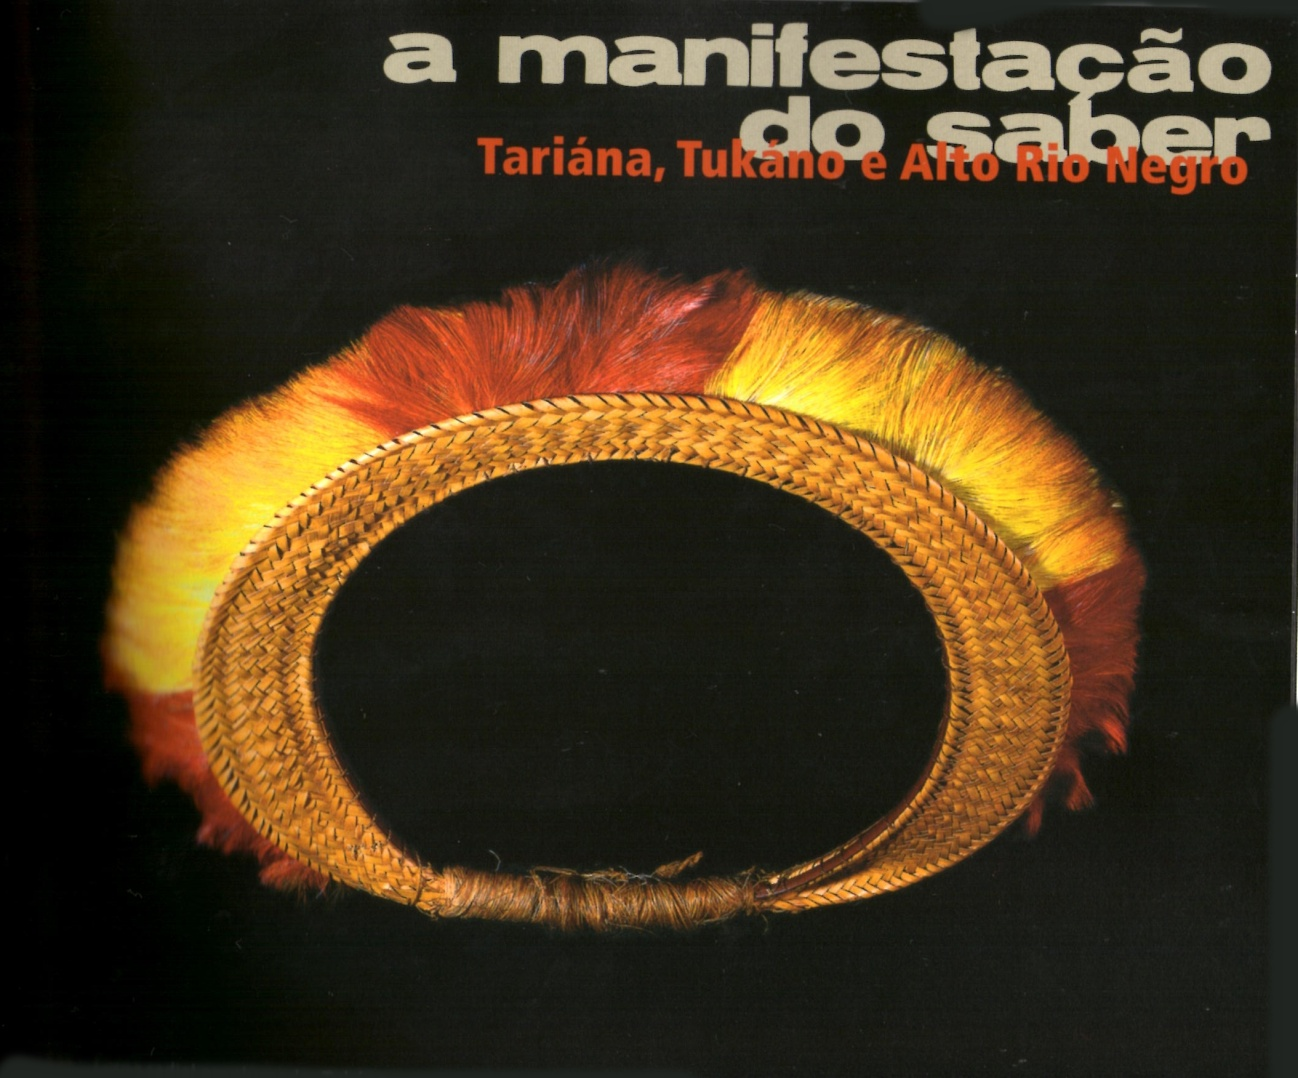 a manifestação
do saber
Tariána, Tukáno e Alto Rio Negro